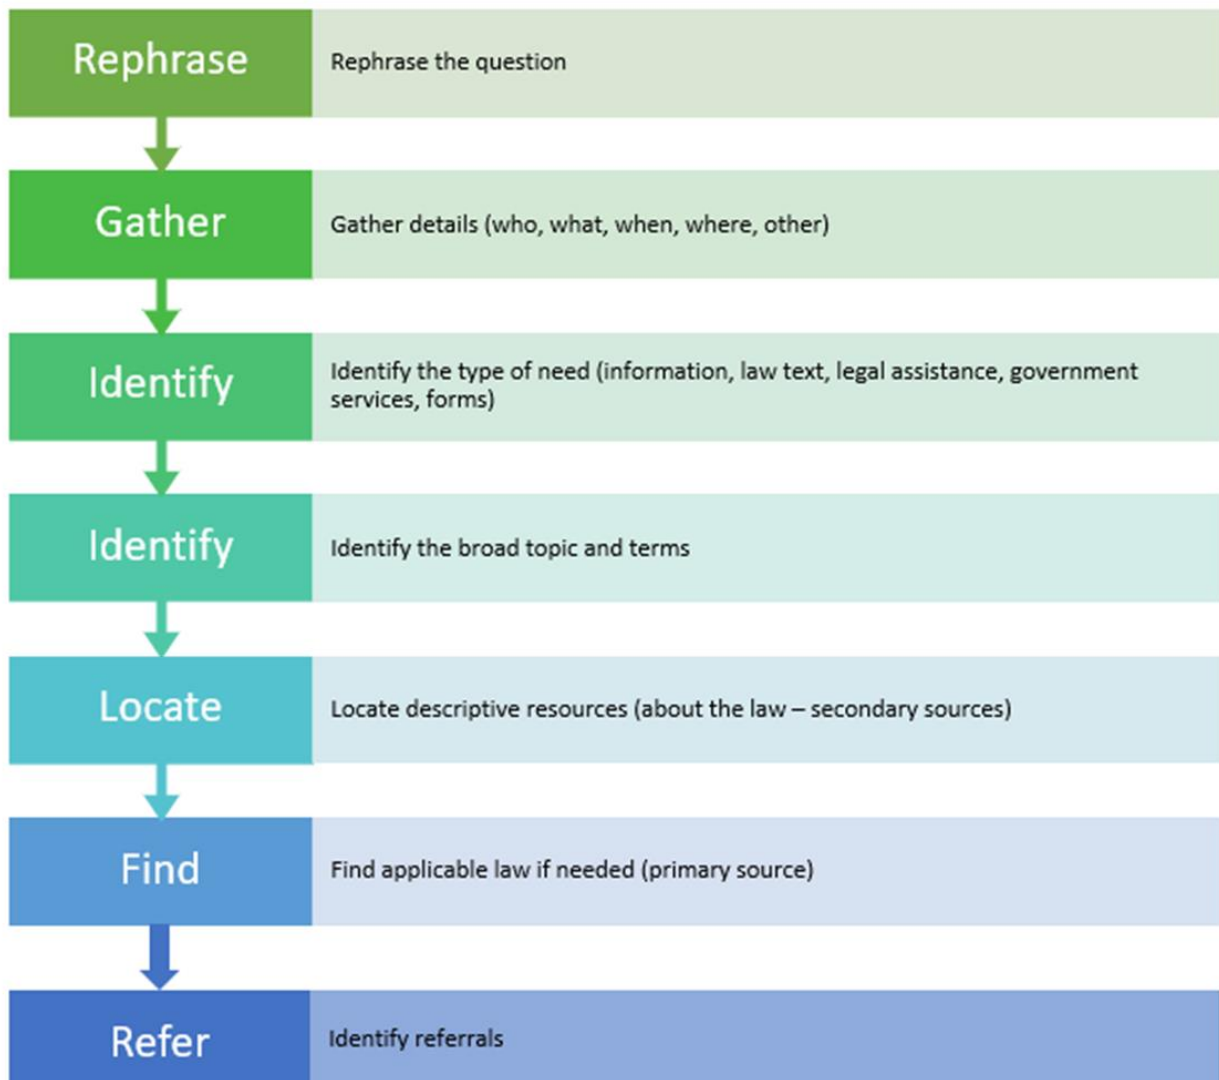 Rephrase
Rephrase the question
Gather
Gather details (who, what, when, where, other)
Identify
Identify the type of need (information, law text, legal assistance, government
services, forms)
Identify
Identify the broad topic and terms
Locate
Locate descriptive resources (about the law – secondary sources)
Find
Find applicable law if needed (primary source)
Refer
Identify referrals